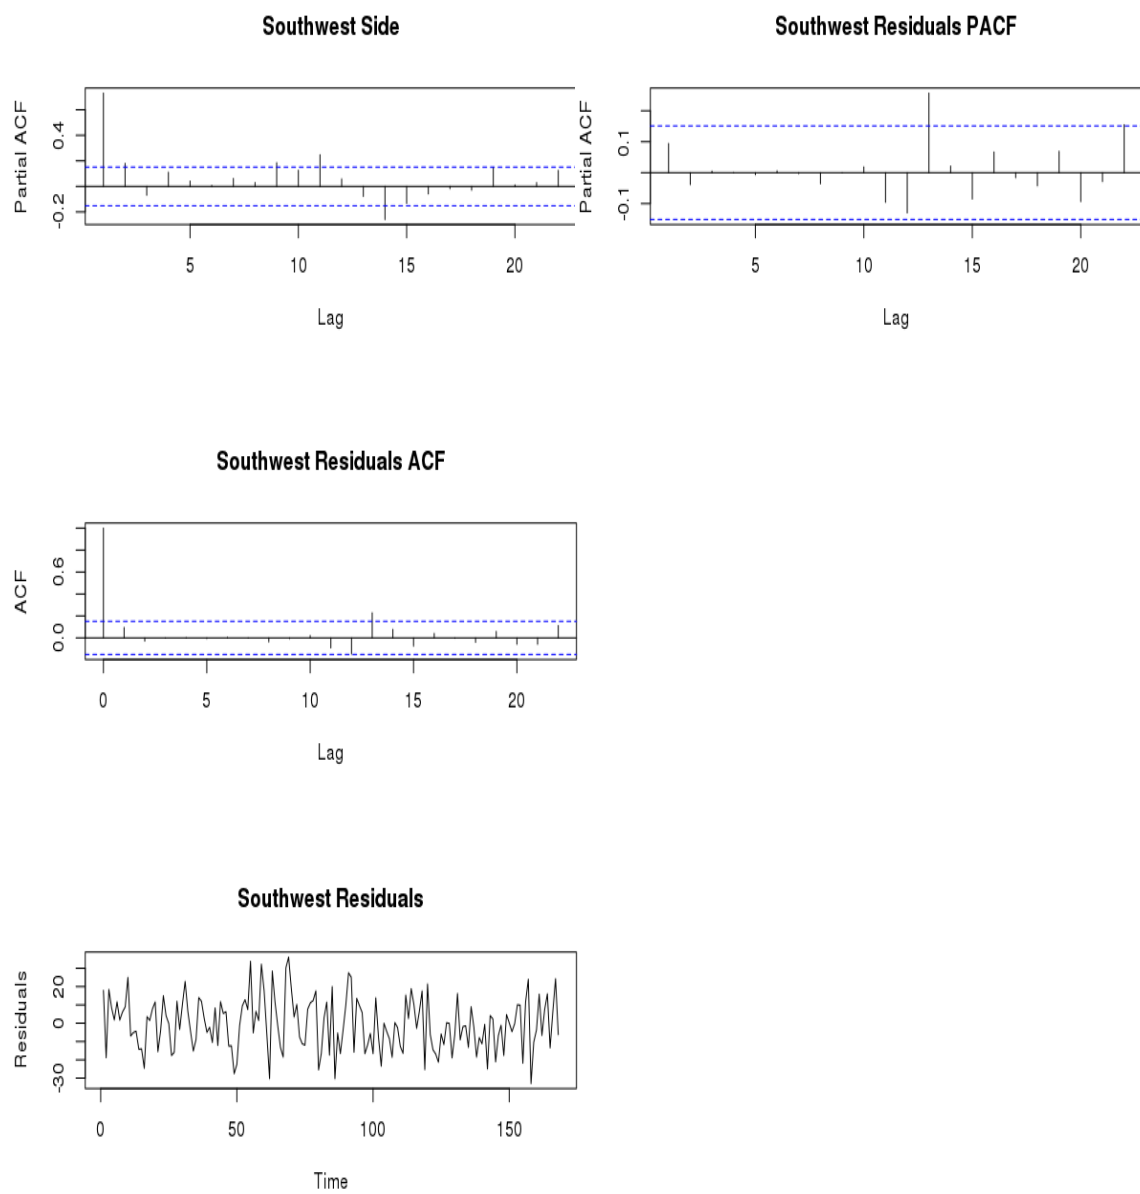 Southwest Side
Partial ACF
0.4
-0.2
5 10 15 20
Lag
Southwest Residuals PACF
Partial ACF
0.1
-0.1
5 10 15 20
Lag
Southwest Residuals ACF
ACF
0.6
0.0
0 5 10 15 20
Lag
Southwest Residuals
Residuals
20
0
-30
0 50 100 150
Time